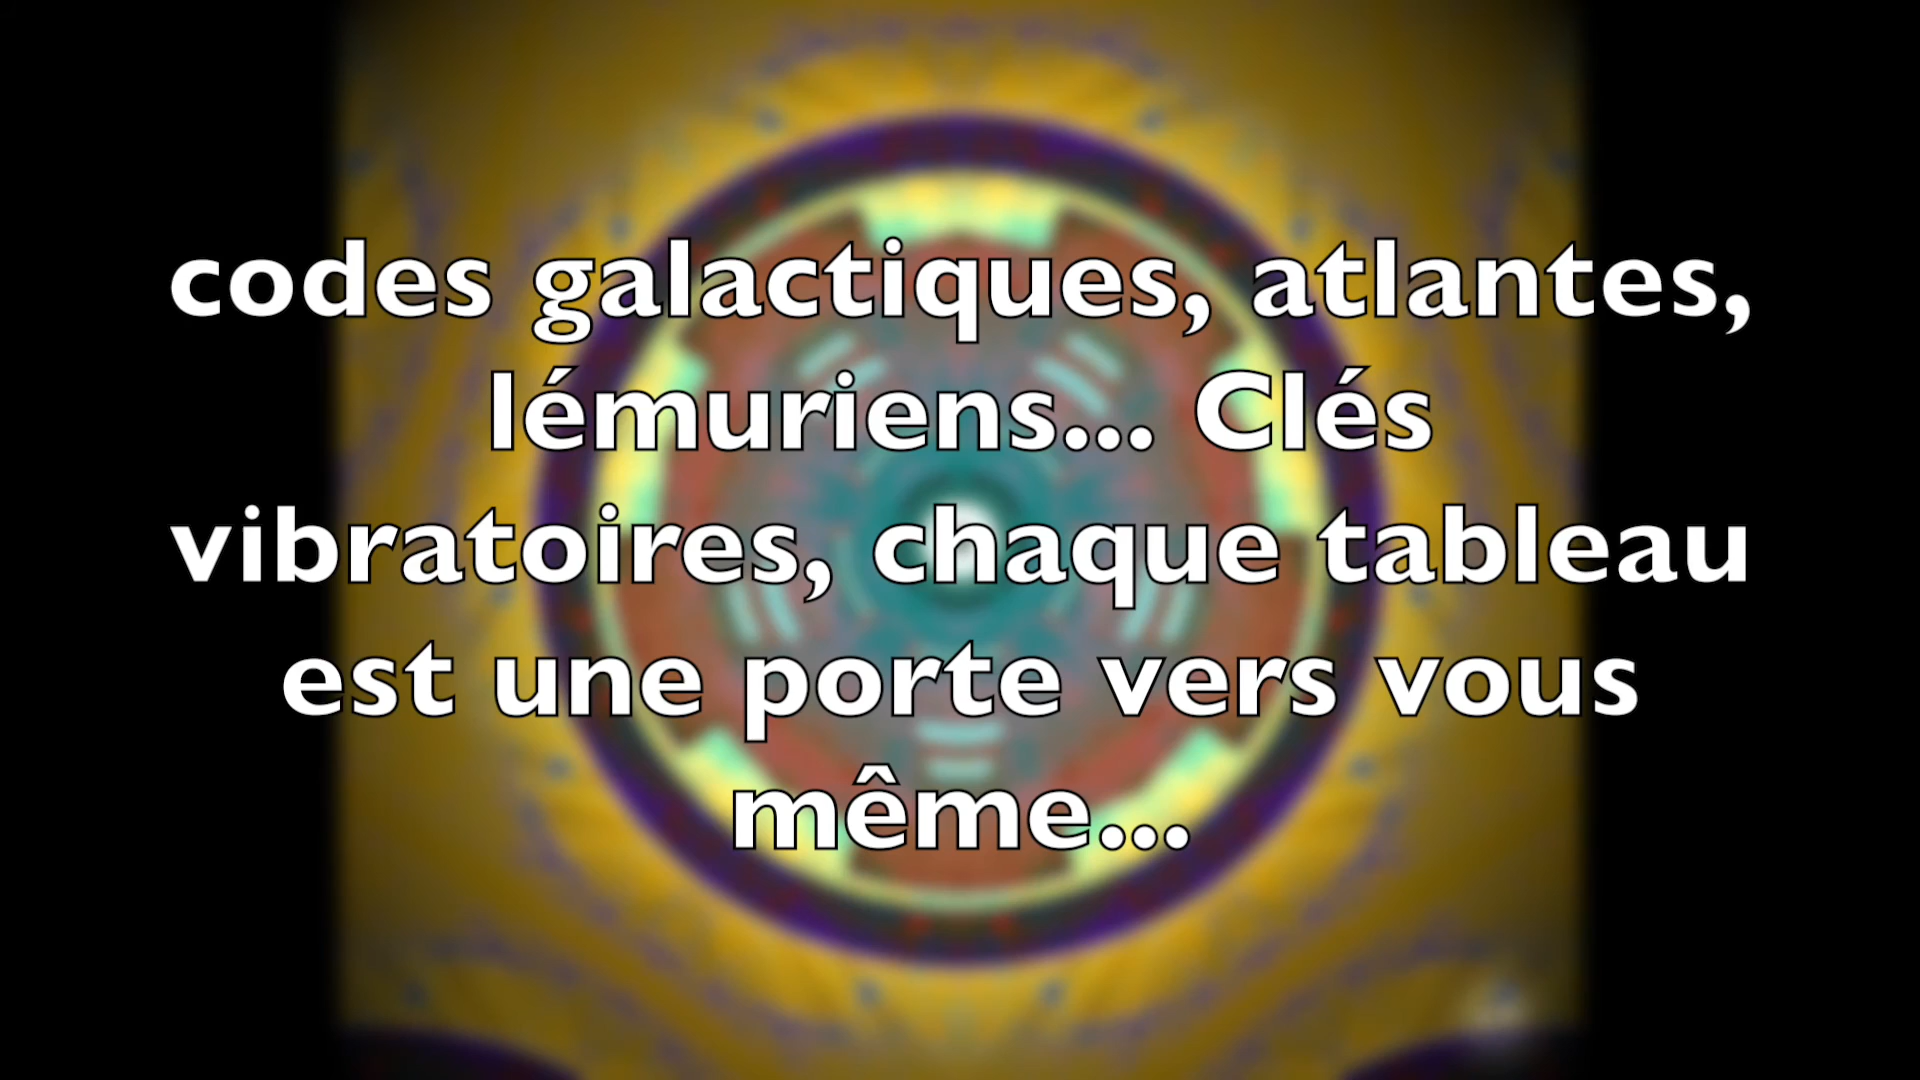 codes galactiques, atlantes,
lémuriens... Clés
vibratoires, chaque tableau
est une porte vers vous
même...